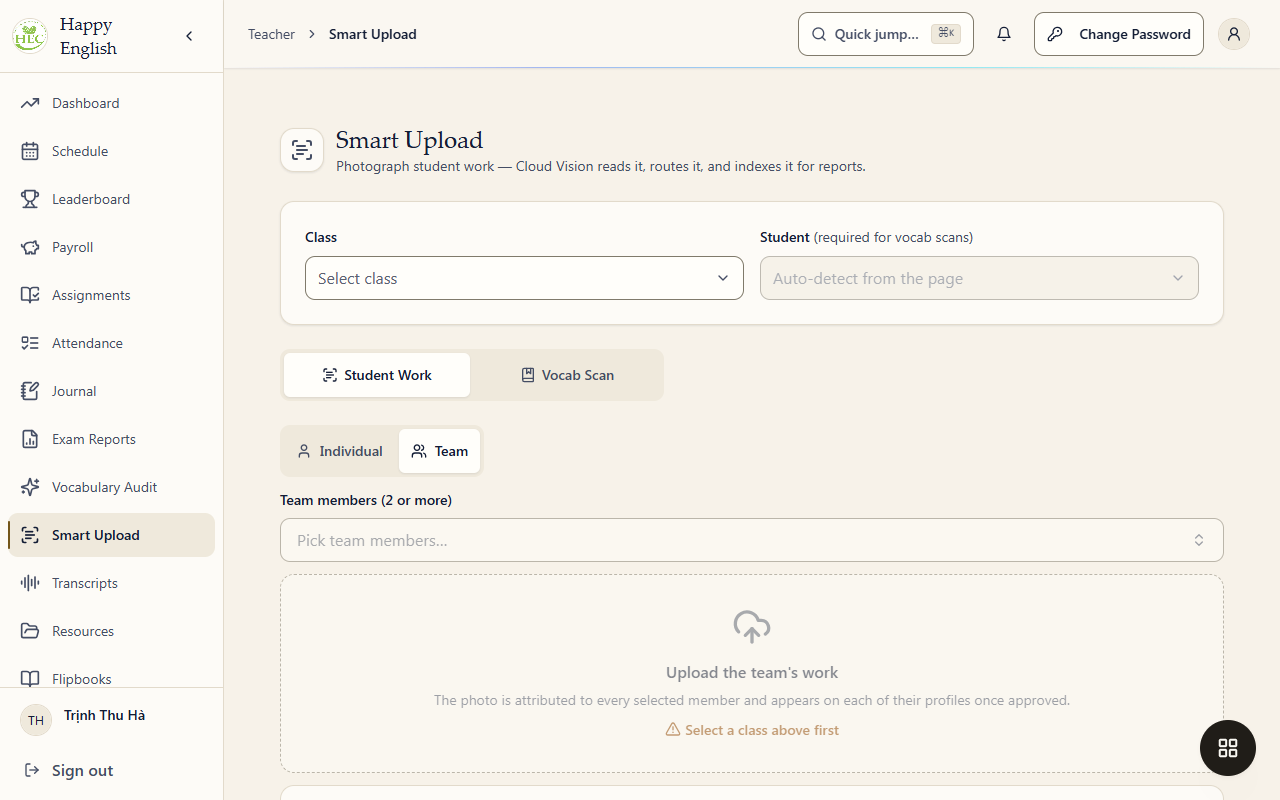 HEC
Happy
English
Teacher
Smart Upload
Quick jump...
⌘K
Change Password
Dashboard
Schedule
Leaderboard
Payroll
Assignments
Attendance
Journal
Exam Reports
Vocabulary Audit
Smart Upload
Transcripts
Resources
Flipbooks
TH
Trịnh Thu Hà
Sign out
Smart Upload
Photograph student work — Cloud Vision reads it, routes it, and indexes it for reports.
Class
Select class
Student (required for vocab scans)
Auto-detect from the page
Student Work
Vocab Scan
Individual
Team
Team members (2 or more)
Pick team members...
Upload the team's work
The photo is attributed to every selected member and appears on each of their profiles once approved.
Select a class above first